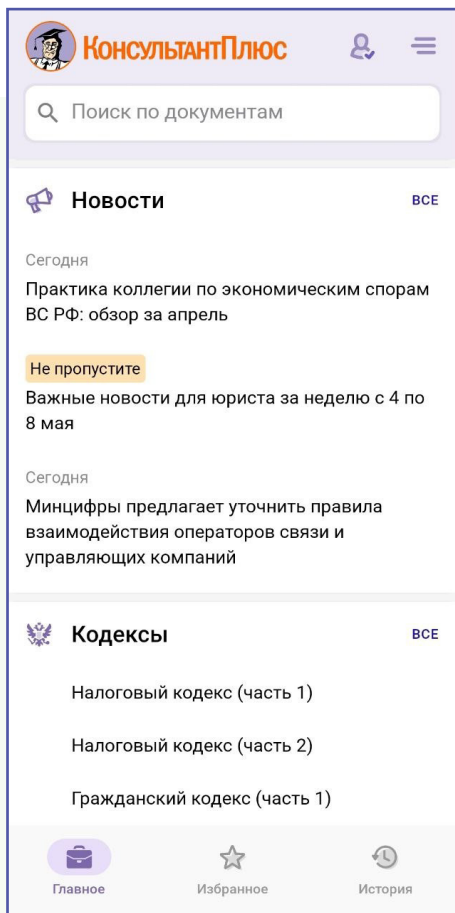 КонсультантПлюс
Поиск по документам
Новости
ВСЕ
Сегодня
Практика коллегии по экономическим спорам
ВС РФ: обзор за апрель
Не пропустите
Важные новости для юриста за неделю с 4 по
8 мая
Сегодня
Минцифры предлагает уточнить правила
взаимодействия операторов связи и
управляющих компаний
Кодексы
ВСЕ
Налоговый кодекс (часть 1)
Налоговый кодекс (часть 2)
Гражданский кодекс (часть 1)
Главное
Избранное
История